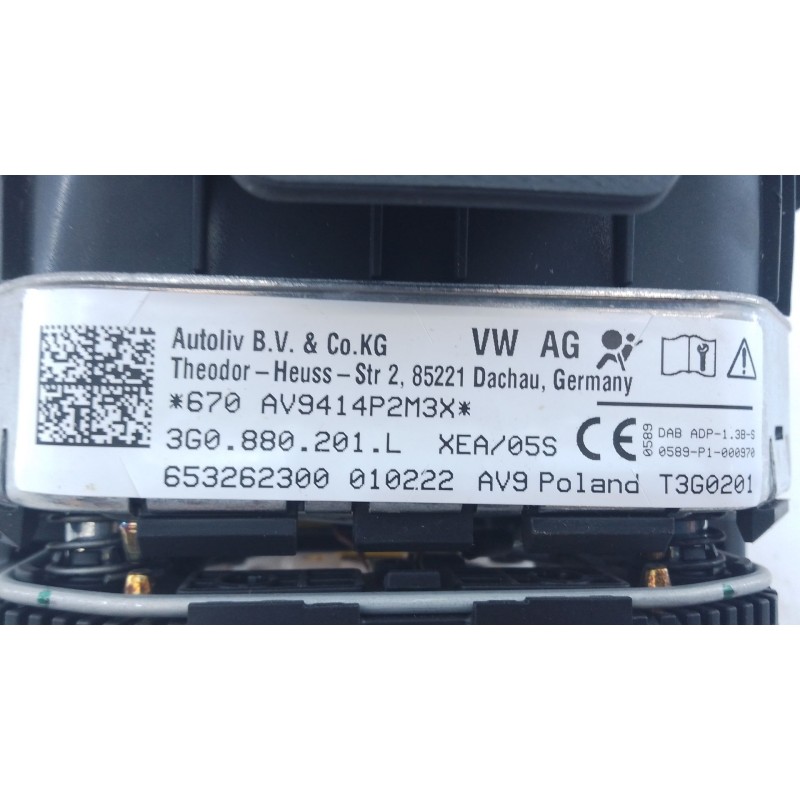 Autoliv B.V. & Co.KG VW AG
Theodor-Heuss-Str 2, 85221 Dachau, Germany
*670 AV9414P2M3X*
3G0.880.201.L XEA/05S CE 0589 DAB ADP-1.3B-S
0589-P1-000970
653262300 010222 AV9 Poland T3G0201